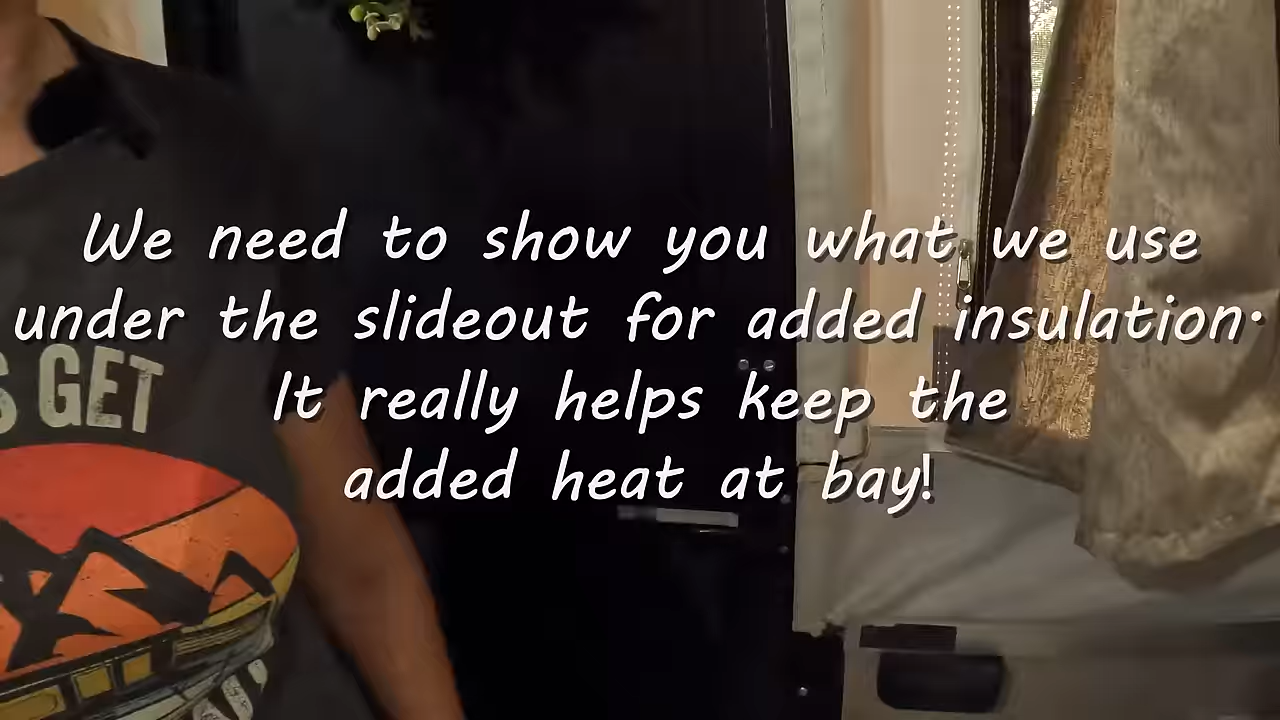 We need to show you what we use
under the slideout for added insulation.
It really helps keep the
added heat at bay!
S GET